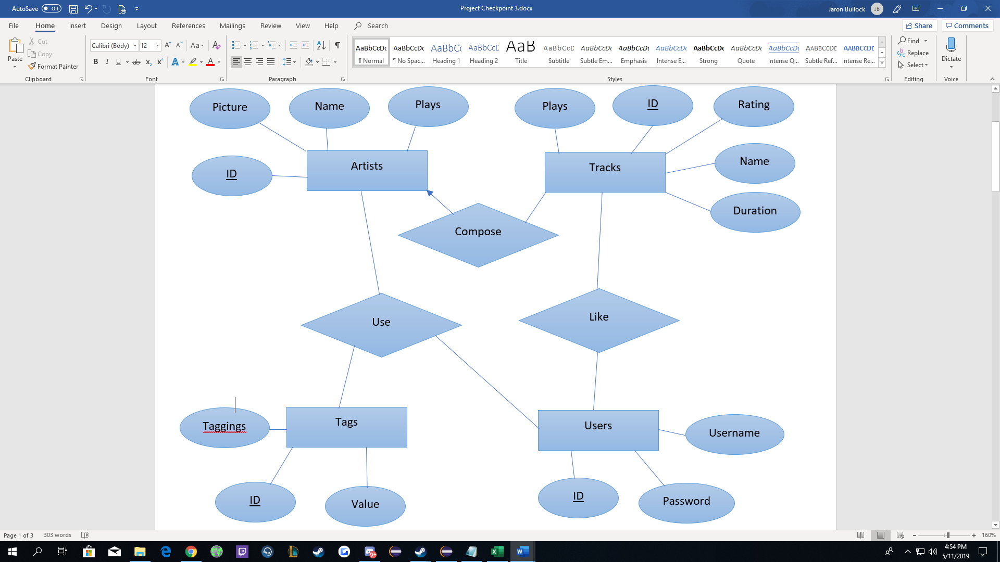 AutoSave Off
Project Checkpoint 3.docx
Jaron Bullock JB
File Home Insert Design Layout References Mailings Review View Help Search
Share Comments
Paste Cut Copy Format Painter
Calibri (Body) 12
AaBbCcDc AaBbCcDc AaBbCc AaBbCcD AaB AaBbCcD AaBbCcDc AaBbCcDc AaBbCcDc AaBbCcDc AaBbCcDc AaBbCcDc AABBCCDE AABBCCDE
¶ Normal ¶ No Spac... Heading 1 Heading 2 Title Subtitle Subtle Em... Emphasis Intense E... Strong Quote Intense Q... Subtle Ref... Intense Re...
Find
Replace
Select
Dictate
Clipboard Font Paragraph Styles Editing Voice
Picture Name Plays Plays ID Rating
Artists Tracks Name
ID
Duration
Compose
Use Like
Taggings Tags Users Username
ID Value ID Password
Page 1 of 3 303 words 160%
9+
4:54 PM
5/11/2019